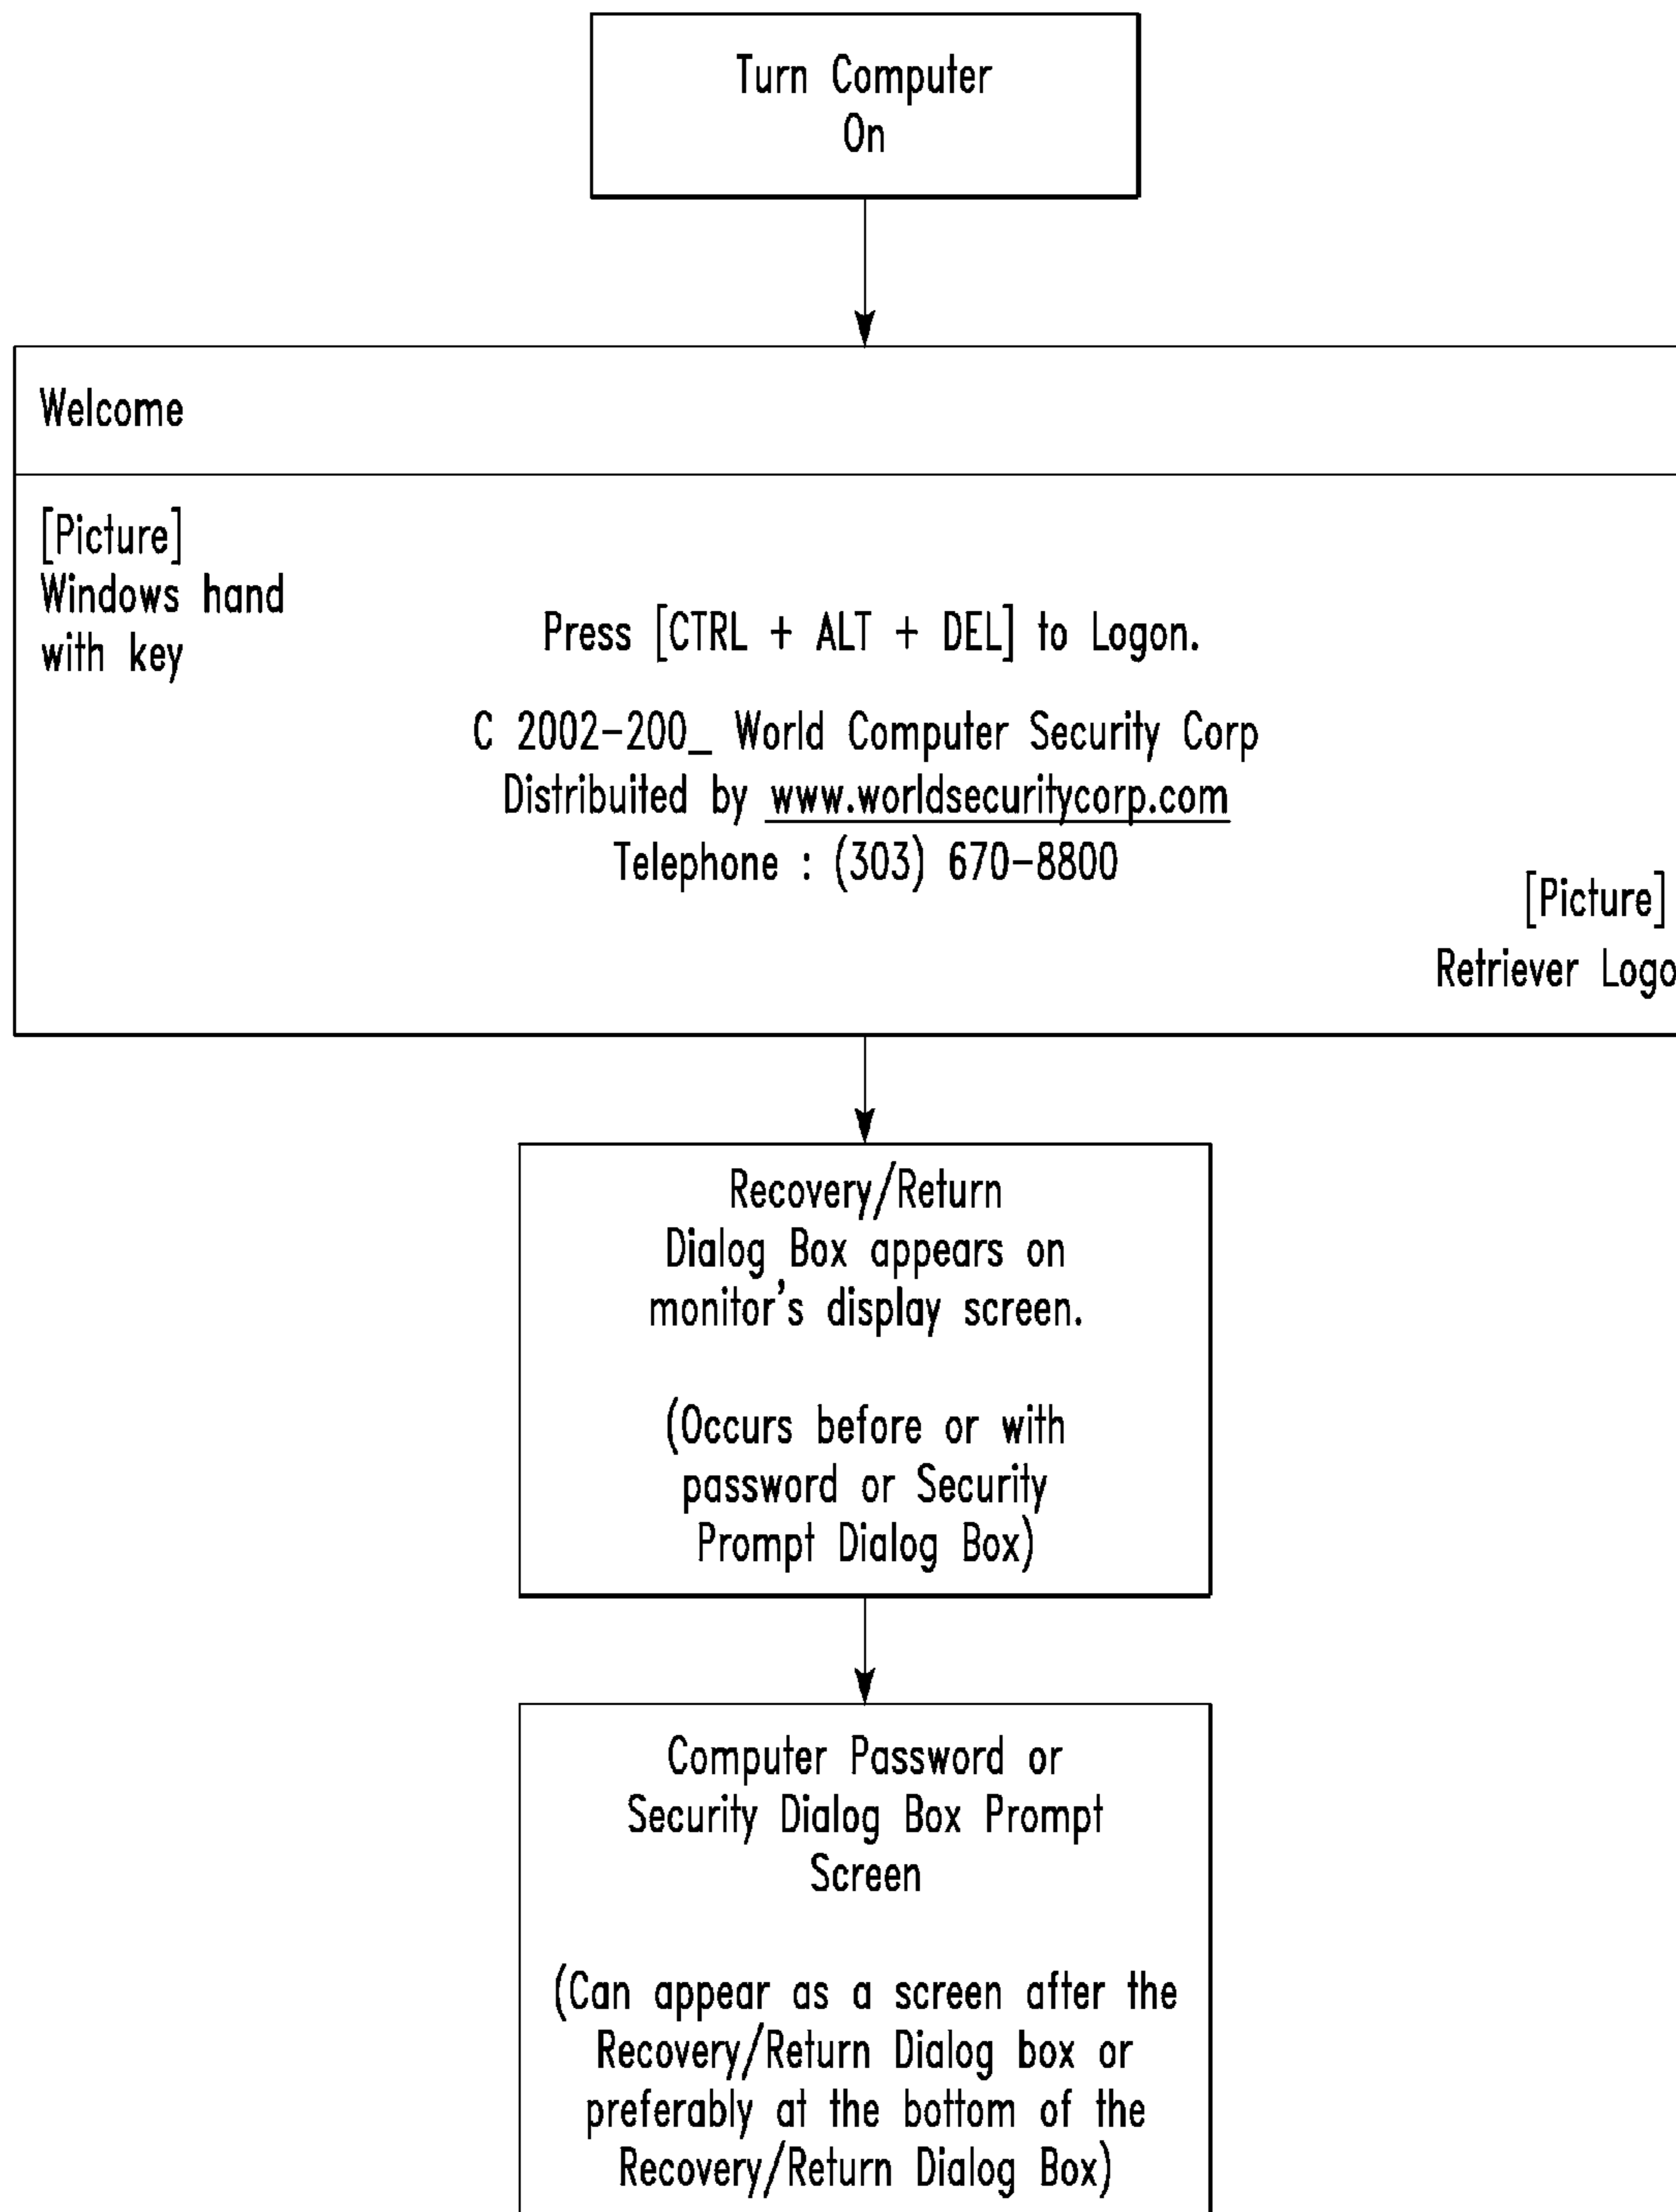 Turn Computer
On
Welcome
[Picture]
Windows hand
with key
Press [CTRL + ALT + DEL] to Logon.
C 2002-200_ World Computer Security Corp
Distribuited by www.worldsecuritycorp.com
Telephone : (303) 670-8800
[Picture]
Retriever Logo
Recovery/Return
Dialog Box appears on
monitor's display screen.
(Occurs before or with
password or Security
Prompt Dialog Box)
Computer Password or
Security Dialog Box Prompt
Screen
(Can appear as a screen after the
Recovery/Return Dialog box or
preferably at the bottom of the
Recovery/Return Dialog Box)